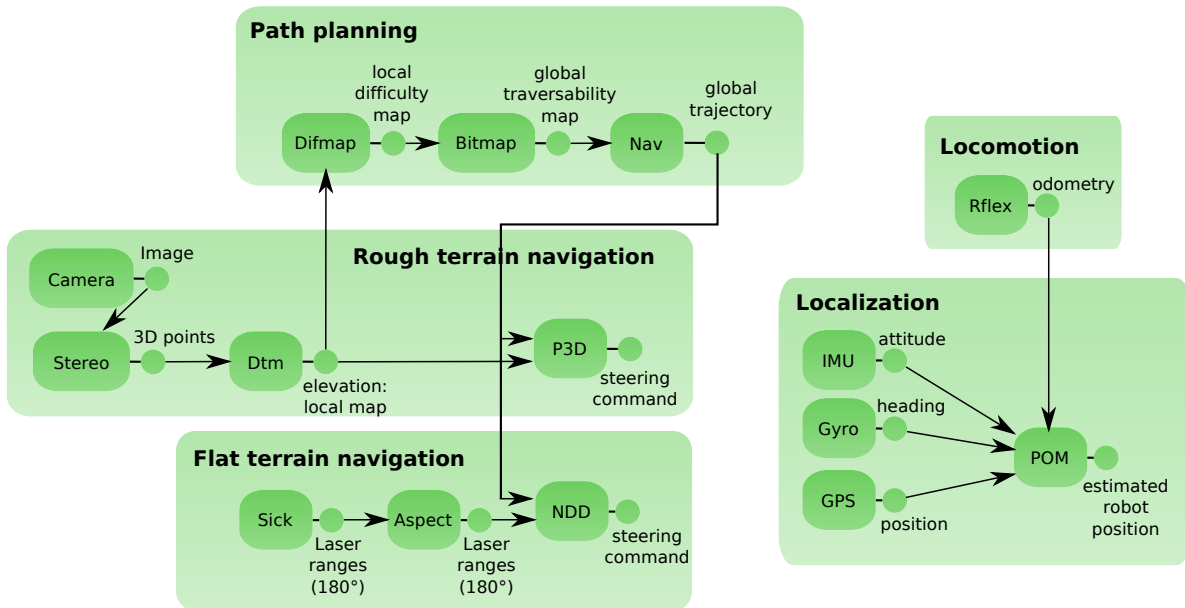 Path planning
local
difficulty
map
global
traversability
map
global
trajectory
Difmap
Bitmap
Nav
Locomotion
Rflex
odometry
Rough terrain navigation
Camera
Image
Stereo
3D points
Dtm
elevation:
local map
P3D
steering
command
Flat terrain navigation
Sick
Laser
ranges
(180°)
Aspect
Laser
ranges
(180°)
NDD
steering
command
Localization
IMU
attitude
Gyro
heading
GPS
position
POM
estimated
robot
position